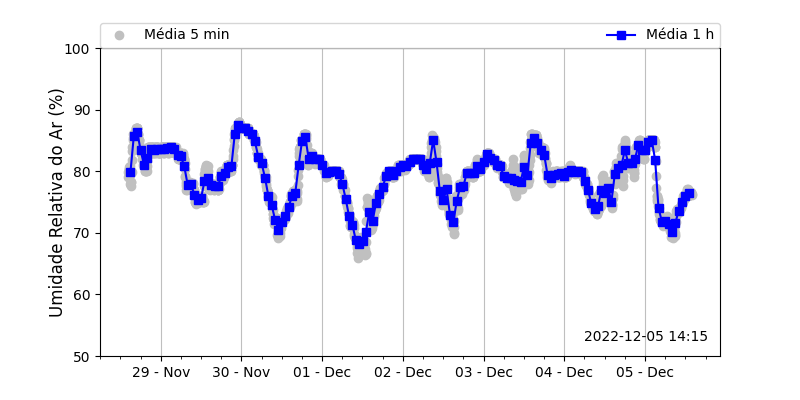 Média 5 min Média 1 h
Umidade Relativa do Ar (%)
100
90
80
70
60
50
2022-12-05 14:15
29 - Nov 30 - Nov 01 - Dec 02 - Dec 03 - Dec 04 - Dec 05 - Dec